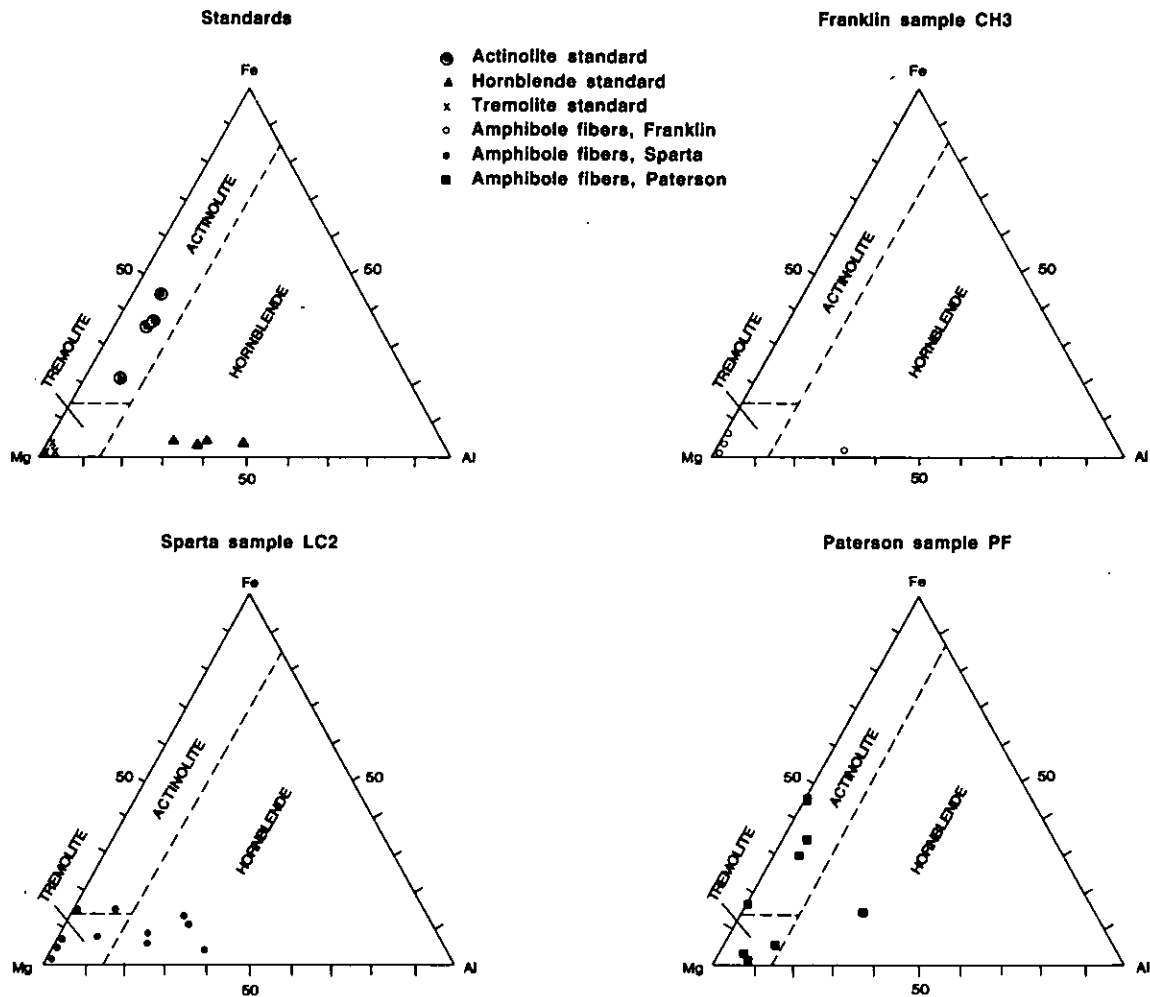 Standards
Fe
ACTINOLITE
50
50
TREMOLITE
HORNBLENDE
Mg
Al
50
Actinolite standard
Hornblende standard
Tremolite standard
Amphibole fibers, Franklin
Amphibole fibers, Sparta
Amphibole fibers, Paterson
Franklin sample CH3
Fe
ACTINOLITE
50
50
TREMOLITE
HORNBLENDE
Mg
Al
50
Sparta sample LC2
Fe
ACTINOLITE
50
50
TREMOLITE
HORNBLENDE
Mg
Al
50
Paterson sample PF
Fe
ACTINOLITE
50
50
TREMOLITE
HORNBLENDE
Mg
Al
50